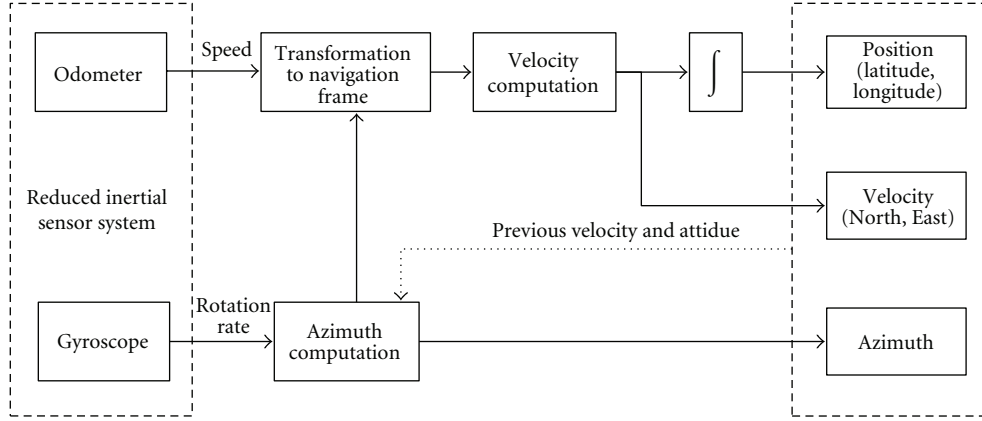 Odometer
Speed
Transformation
to navigation
frame
Velocity
computation
∫
Position
(latitude,
longitude)
Reduced inertial
sensor system
Velocity
(North, East)
Previous velocity and attidue
Gyroscope
Rotation
rate
Azimuth
computation
Azimuth